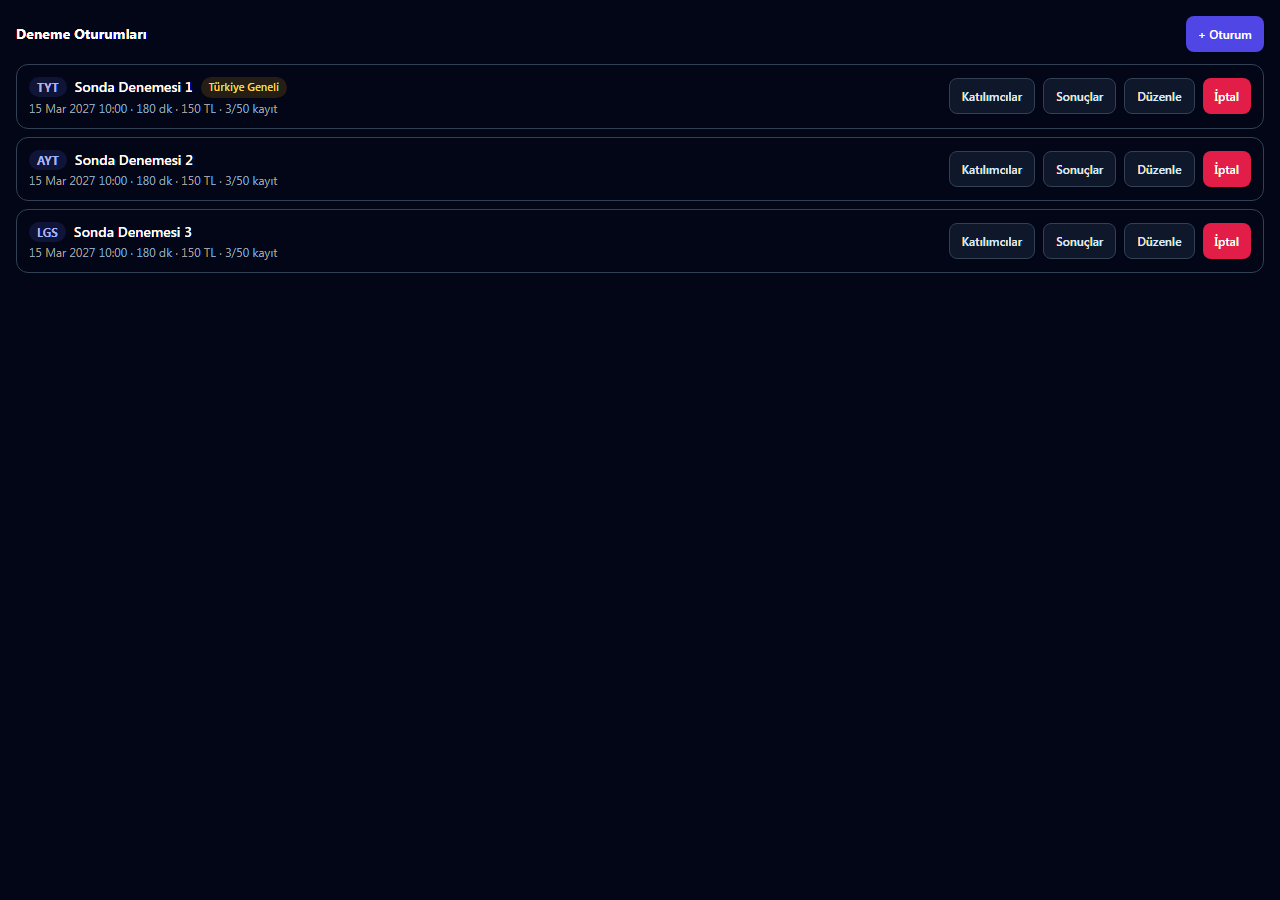 Deneme Oturumları
+ Oturum
TYT Sonda Denemesi 1 Türkiye Geneli
15 Mar 2027 10:00 · 180 dk · 150 TL · 3/50 kayıt
Katılımcılar Sonuçlar Düzenle İptal
AYT Sonda Denemesi 2
15 Mar 2027 10:00 · 180 dk · 150 TL · 3/50 kayıt
Katılımcılar Sonuçlar Düzenle İptal
LGS Sonda Denemesi 3
15 Mar 2027 10:00 · 180 dk · 150 TL · 3/50 kayıt
Katılımcılar Sonuçlar Düzenle İptal